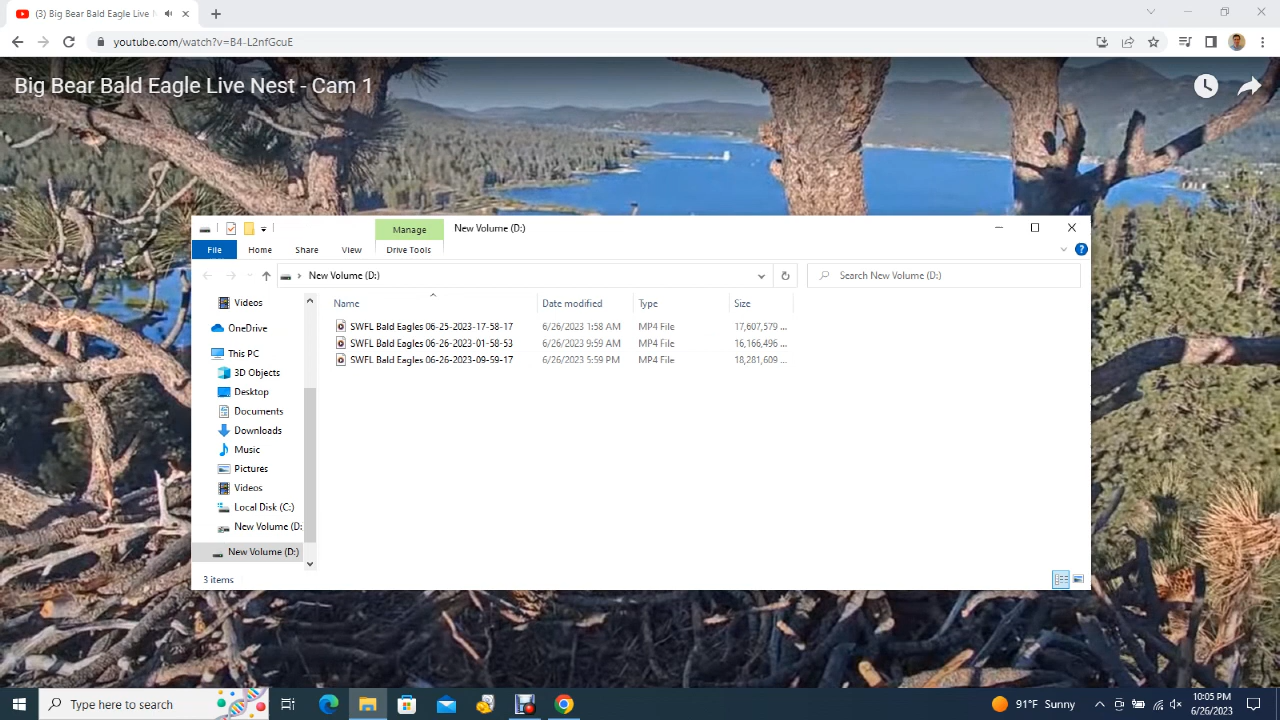 (3) Big Bear Bald Eagle Live N
youtube.com/watch?v=B4-L2nfGcuE
Big Bear Bald Eagle Live Nest - Cam 1
Manage
New Volume (D:)
File
Home
Share
View
Drive Tools
New Volume (D:)
Search New Volume (D:)
Name
Date modified
Type
Size
Videos
OneDrive
This PC
3D Objects
Desktop
Documents
Downloads
Music
Pictures
Videos
Local Disk (C:)
New Volume (D:
New Volume (D:)
SWFL Bald Eagles 06-25-2023-17-58-17 6/26/2023 1:58 AM MP4 File 17,607,579 ...
SWFL Bald Eagles 06-26-2023-01-58-53 6/26/2023 9:59 AM MP4 File 16,166,496 ...
SWFL Bald Eagles 06-26-2023-09-59-17 6/26/2023 5:59 PM MP4 File 18,281,609 ...
3 items
Type here to search
91°F Sunny
10:05 PM
6/26/2023